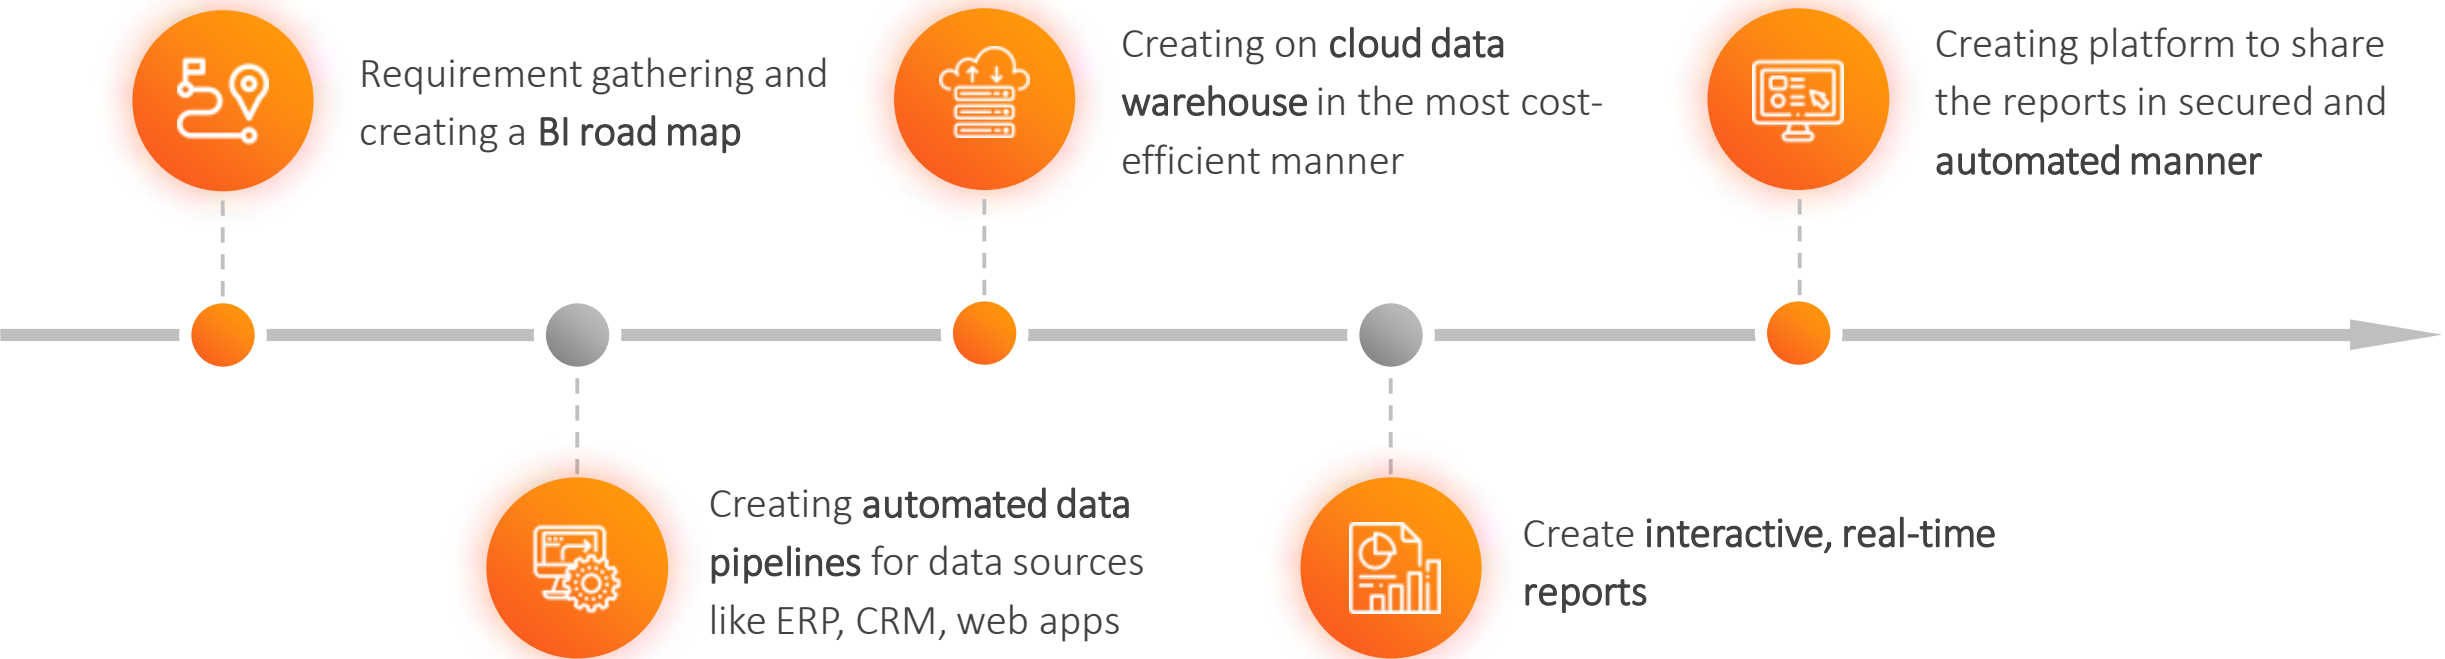 Requirement gathering and
creating a BI road map
Creating automated data
pipelines for data sources
like ERP, CRM, web apps
Creating on cloud data
warehouse in the most cost-
efficient manner
Create interactive, real-time
reports
Creating platform to share
the reports in secured and
automated manner